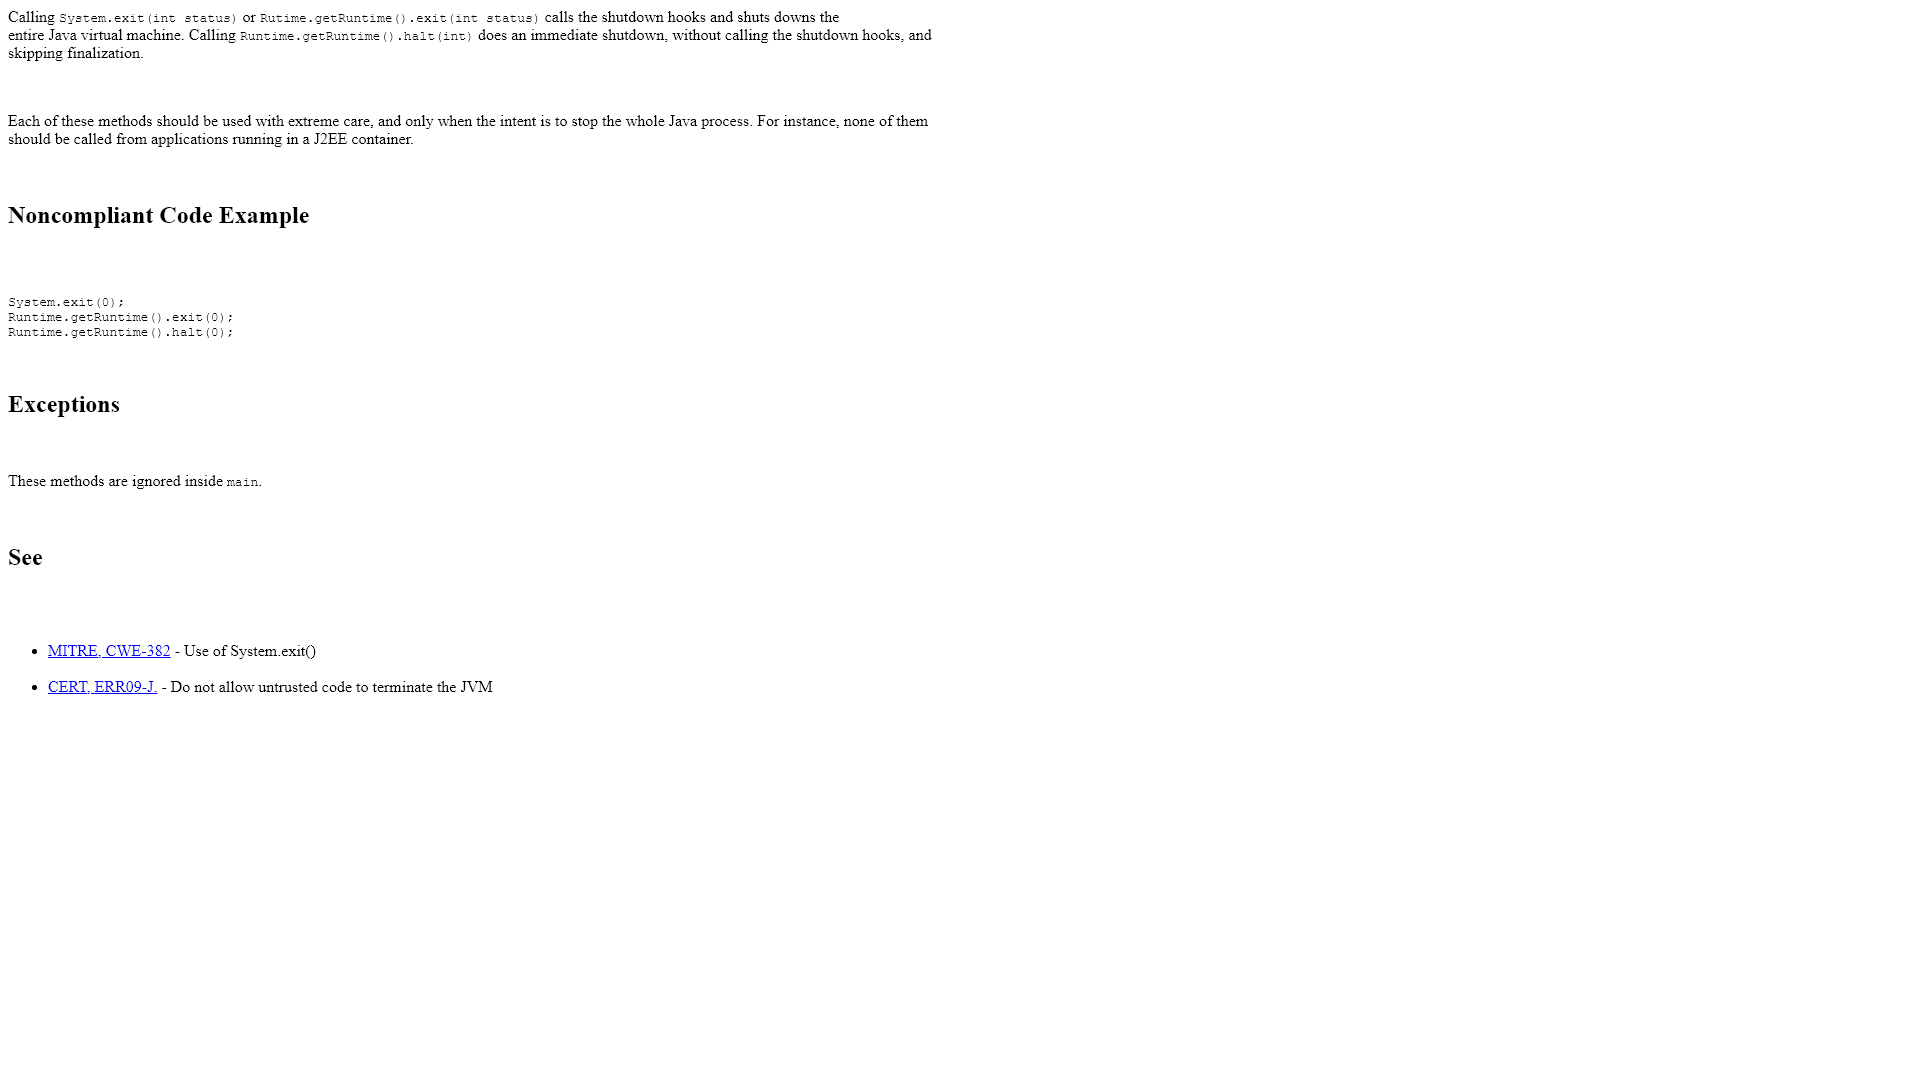 Calling System.exit(int status) or Rutime.getRuntime().exit(int status) calls the shutdown hooks and shuts downs the
entire Java virtual machine. Calling Runtime.getRuntime().halt(int) does an immediate shutdown, without calling the shutdown hooks, and
skipping finalization.
Each of these methods should be used with extreme care, and only when the intent is to stop the whole Java process. For instance, none of them
should be called from applications running in a J2EE container.
Noncompliant Code Example
System.exit(0);
Runtime.getRuntime().exit(0);
Runtime.getRuntime().halt(0);
Exceptions
These methods are ignored inside main.
See
• MITRE, CWE-382 - Use of System.exit()
• CERT, ERR09-J. - Do not allow untrusted code to terminate the JVM